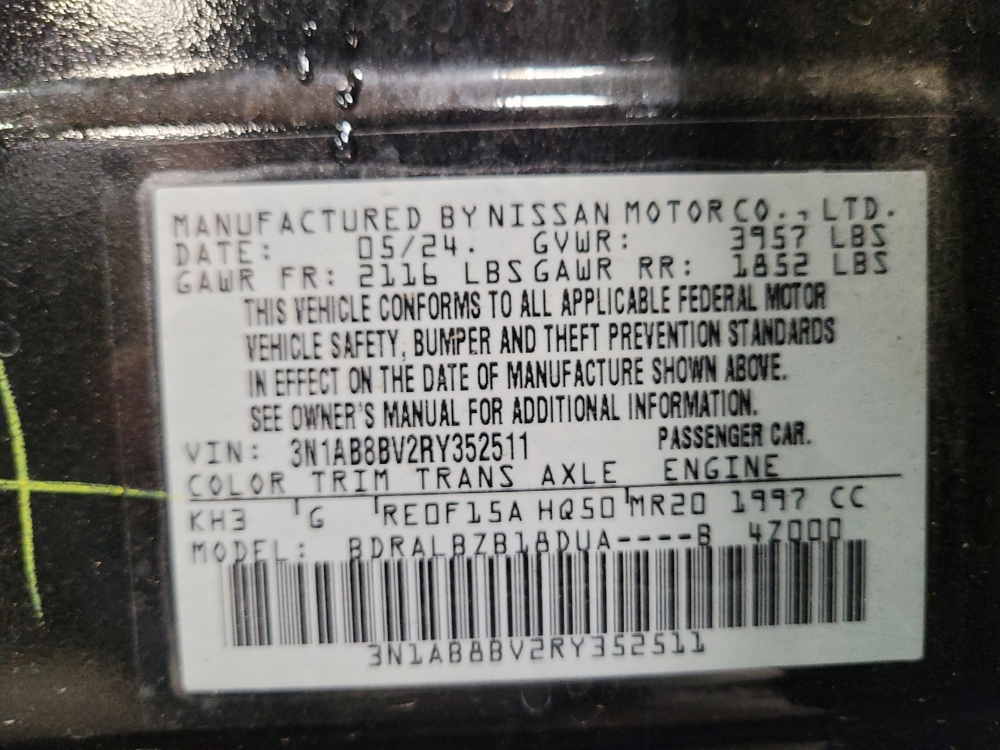 MANUFACTURED BY NISSAN MOTOR CO., LTD.
DATE: 05/24. GVWR: 3957 LBS
GAWR FR: 2116 LBS GAWR RR: 1852 LBS
THIS VEHICLE CONFORMS TO ALL APPLICABLE FEDERAL MOTOR
VEHICLE SAFETY, BUMPER AND THEFT PREVENTION STANDARDS
IN EFFECT ON THE DATE OF MANUFACTURE SHOWN ABOVE.
SEE OWNER'S MANUAL FOR ADDITIONAL INFORMATION.
VIN: 3N1AB8BV2RY352511 PASSENGER CAR.
COLOR TRIM TRANS AXLE ENGINE
KH3 G RE0F15A HQ50 MR20 1997 CC
MODEL: BDRALBZB18DUA----B 4Z000
3N1AB8BV2RY352511